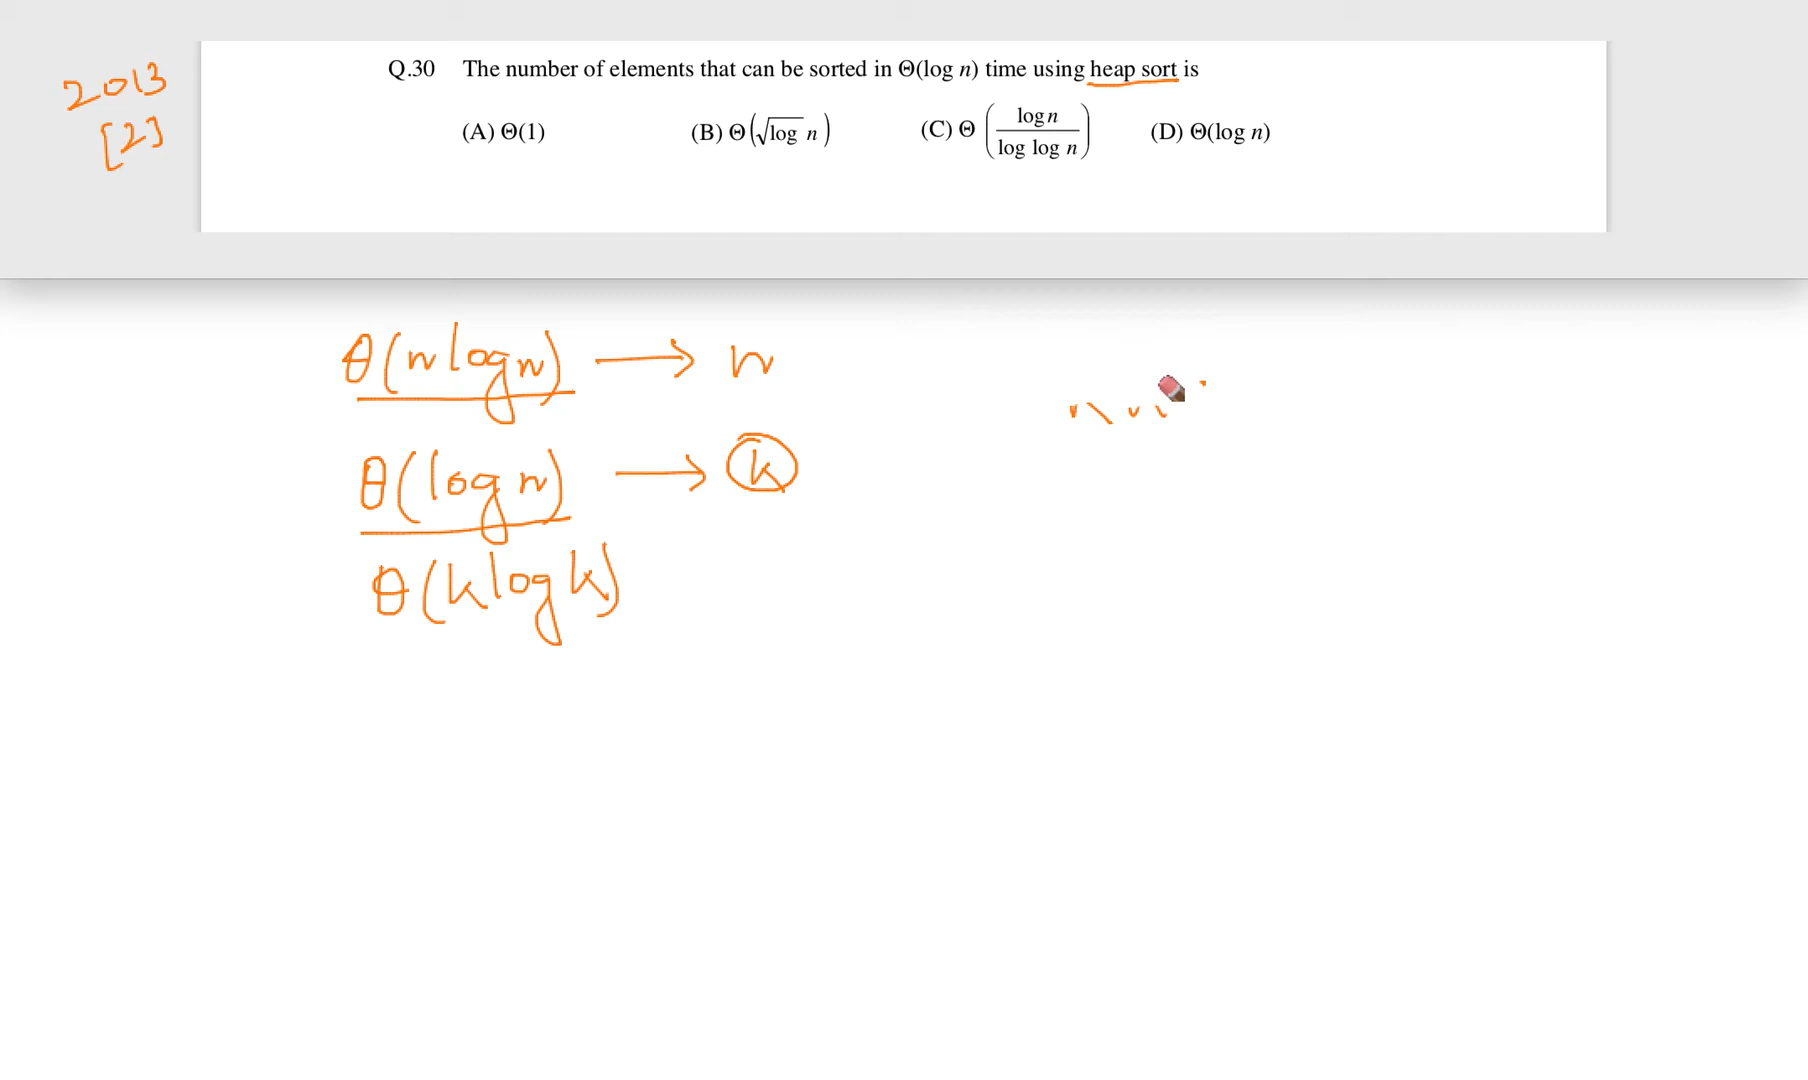 2013
[2]
Q.30 The number of elements that can be sorted in Θ(log n) time using heap sort is
(A) Θ(1) (B) Θ(√log n) (C) Θ(log n / log log n) (D) Θ(log n)
θ(n log n) → n
θ(log n) → k
θ(k log k)